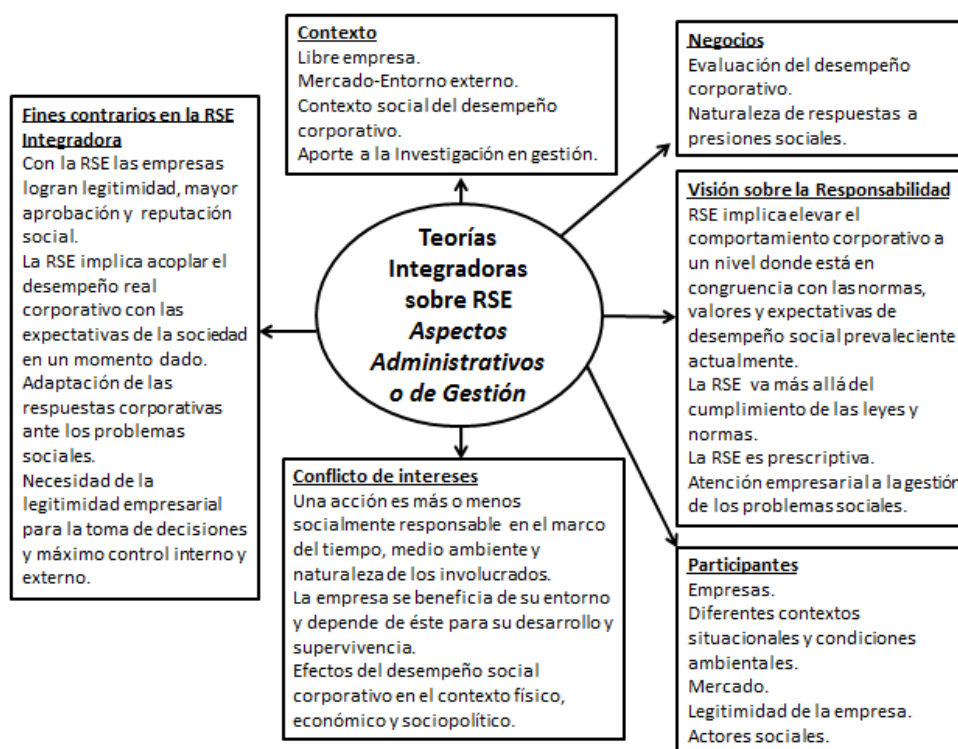 Contexto
Libre empresa.
Mercado-Entorno externo.
Contexto social del desempeño
corporativo.
Aporte a la Investigación en gestión.
Negocios
Evaluación del desempeño
corporativo.
Naturaleza de respuestas a
presiones sociales.
Fines contrarios en la RSE
Integradora
Con la RSE las empresas
logran legitimidad, mayor
aprobación y reputación
social.
La RSE implica acoplar el
desempeño real
corporativo con las
expectativas de la sociedad
en un momento dado.
Adaptación de las
respuestas corporativas
ante los problemas
sociales.
Necesidad de la
legitimidad empresarial
para la toma de decisiones
y máximo control interno y
externo.
Teorías
Integradoras
sobre RSE
Aspectos
Administrativos
o de Gestión
Visión sobre la Responsabilidad
RSE implica elevar el
comportamiento corporativo a
un nivel donde está en
congruencia con las normas,
valores y expectativas de
desempeño social prevaleciente
actualmente.
La RSE va más allá del
cumplimiento de las leyes y
normas.
La RSE es prescriptiva.
Atención empresarial a la gestión
de los problemas sociales.
Conflicto de intereses
Una acción es más o menos
socialmente responsable en el marco
del tiempo, medio ambiente y
naturaleza de los involucrados.
La empresa se beneficia de su entorno
y depende de éste para su desarrollo y
supervivencia.
Efectos del desempeño social
corporativo en el contexto físico,
económico y sociopolítico.
Participantes
Empresas.
Diferentes contextos
situacionales y condiciones
ambientales.
Mercado.
Legitimidad de la empresa.
Actores sociales.